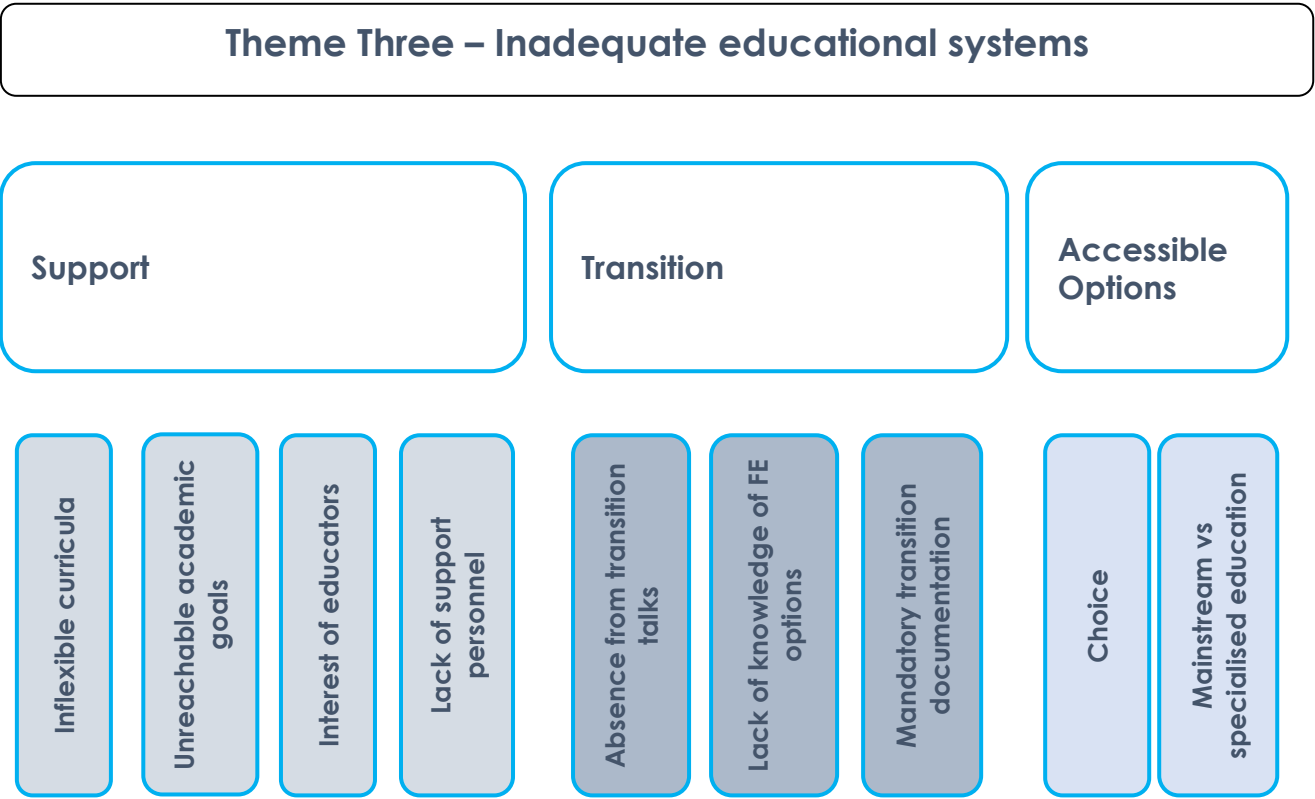 Theme Three – Inadequate educational systems
Support
Transition
Accessible
Options
Inflexible curricula
Unreachable academic
goals
Interest of educators
Lack of support
personnel
Absence from transition
talks
Lack of knowledge of FE
options
Mandatory transition
documentation
Choice
Mainstream vs
specialised education